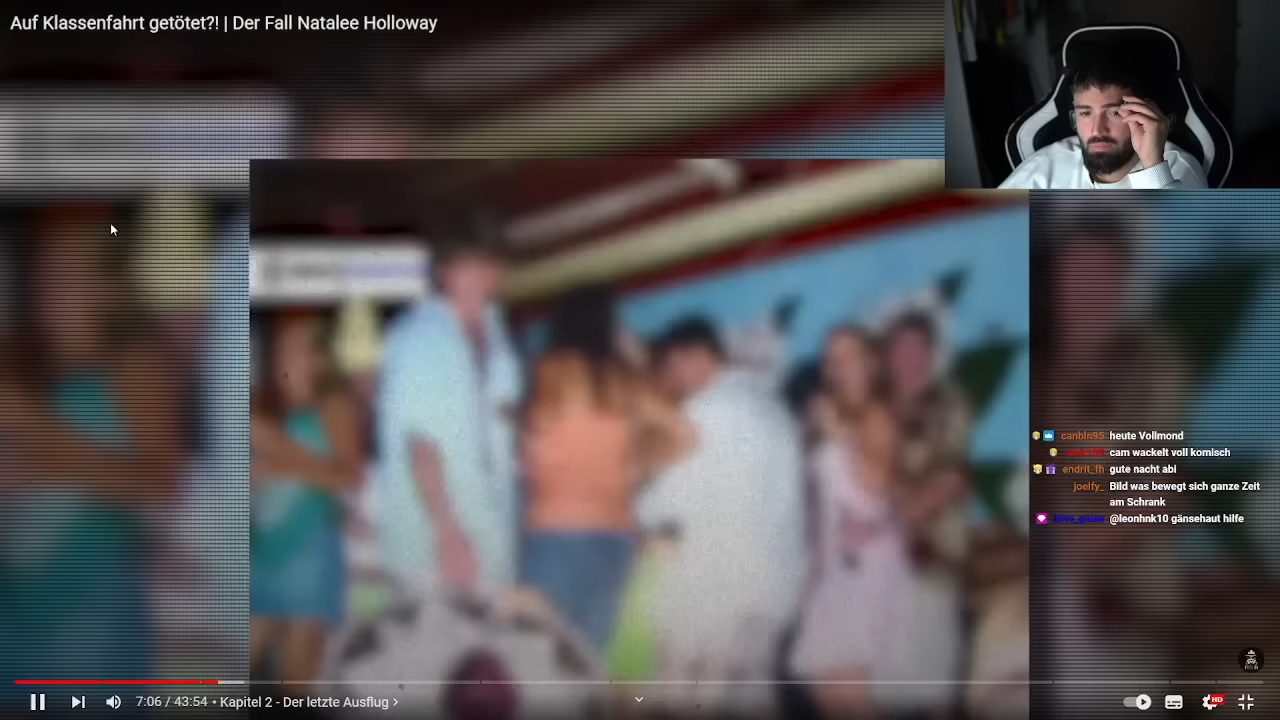 Auf Klassenfahrt getötet?! | Der Fall Natalee Holloway
canbln95 heute Vollmond
cam wackelt voll komisch
endrit_fh gute nacht abi
joelfy_ Bild was bewegt sich ganze Zeit
am Schrank
@leonhnk10 gänsehaut hilfe
7:06 / 43:54 • Kapitel 2 - Der letzte Ausflug >
HD